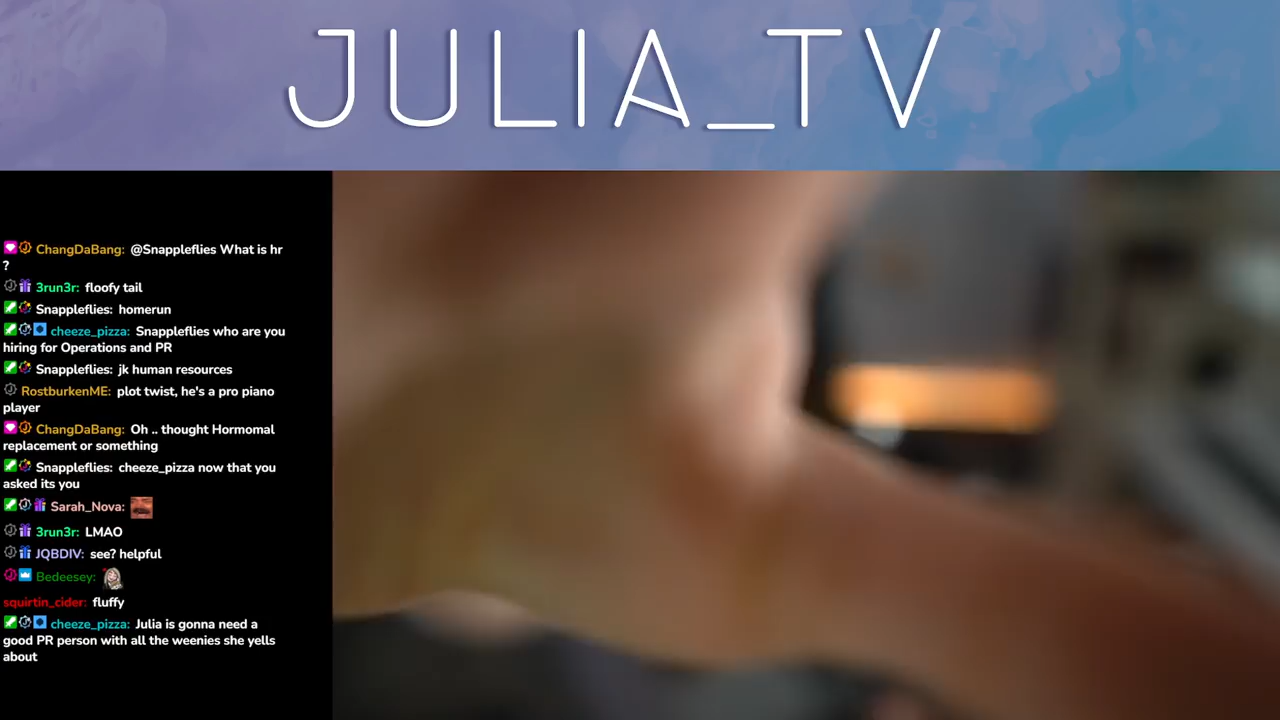 JULIA_TV
ChangDaBang: @Snappleflies What is hr
?
3run3r: floofy tail
Snappleflies: homerun
cheeze_pizza: Snappleflies who are you
hiring for Operations and PR
Snappleflies: jk human resources
RostburkenME: plot twist, he's a pro piano
player
ChangDaBang: Oh .. thought Hormomal
replacement or something
Snappleflies: cheeze_pizza now that you
asked its you
Sarah_Nova:
3run3r: LMAO
JQBDIV: see? helpful
Bedeesey:
squirtin_cider: fluffy
cheeze_pizza: Julia is gonna need a
good PR person with all the weenies she yells
about